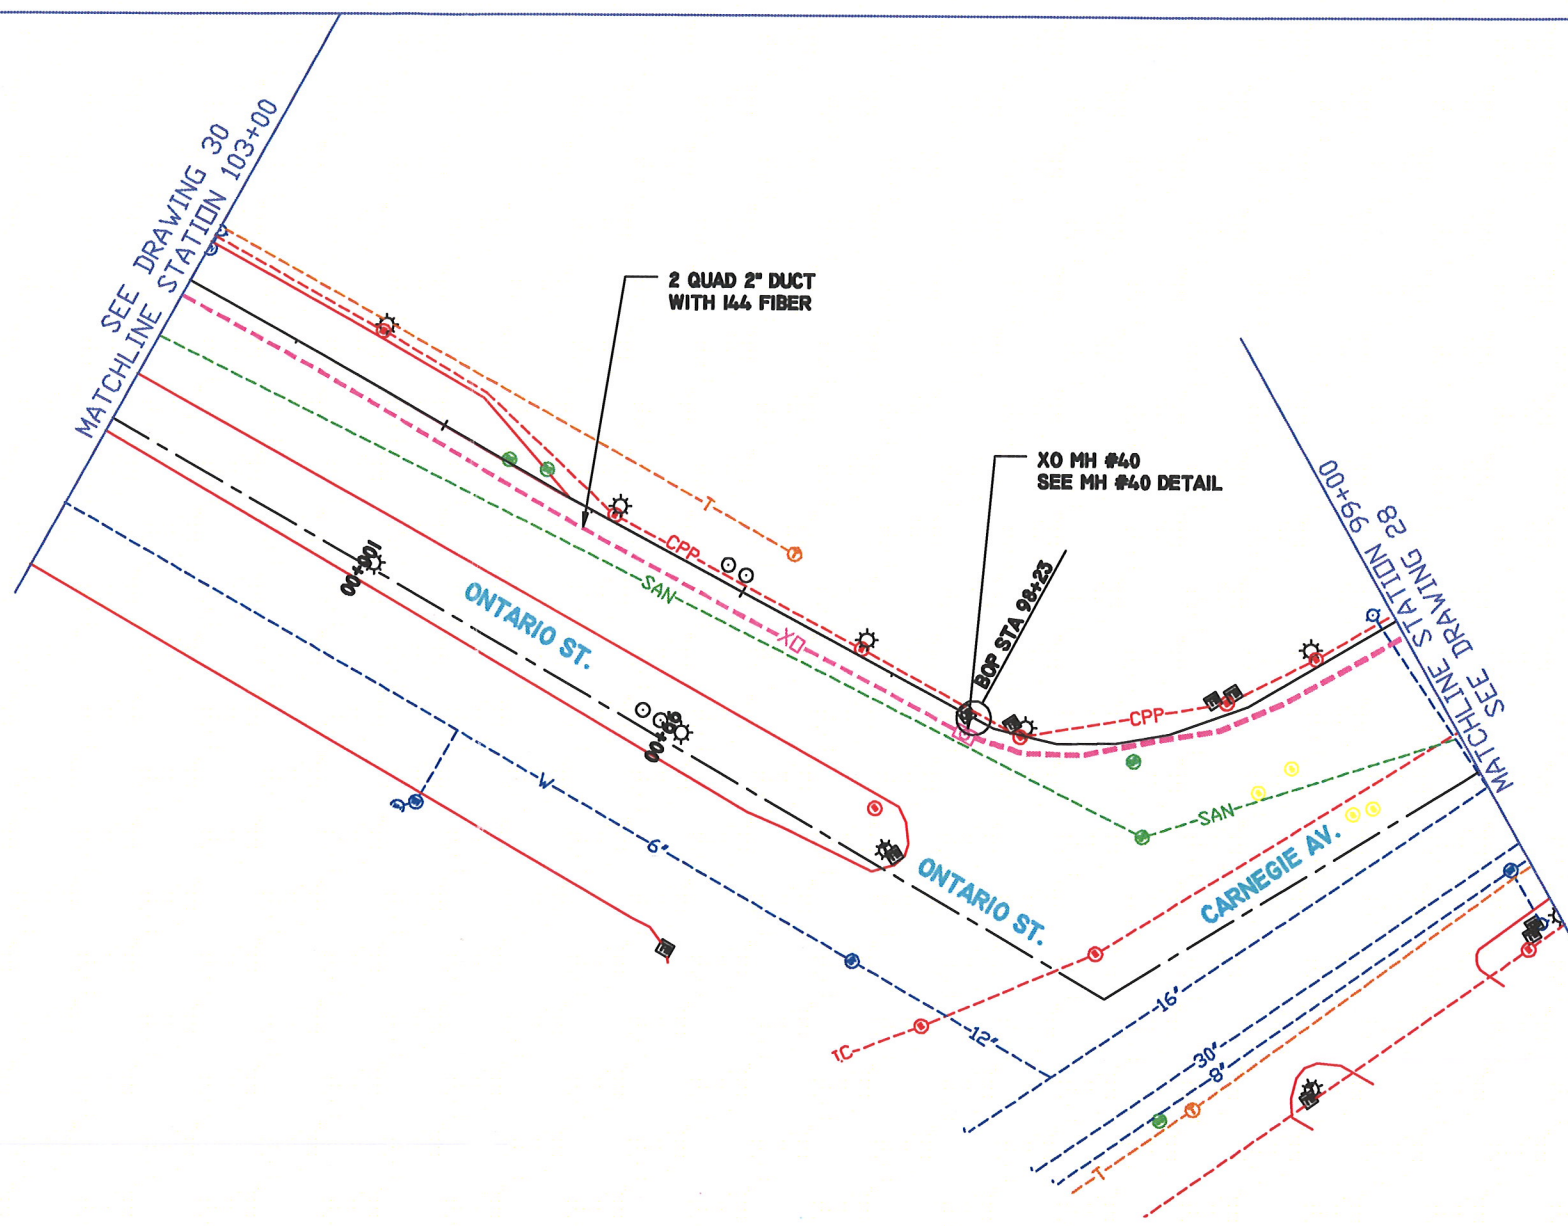 SEE DRAWING 30
MATCHLINE STATION 103+00
2 QUAD 2" DUCT
WITH 144 FIBER
XO MH #40
SEE MH #40 DETAIL
BOP STA 98+23
MATCHLINE STATION 99+00
SEE DRAWING 28
T
CPP
SAN
XO
100+00
ONTARIO ST.
99+00
CPP
W
6"
SAN
ONTARIO ST.
CARNEGIE AV.
TC
12"
16"
30"
8"
T